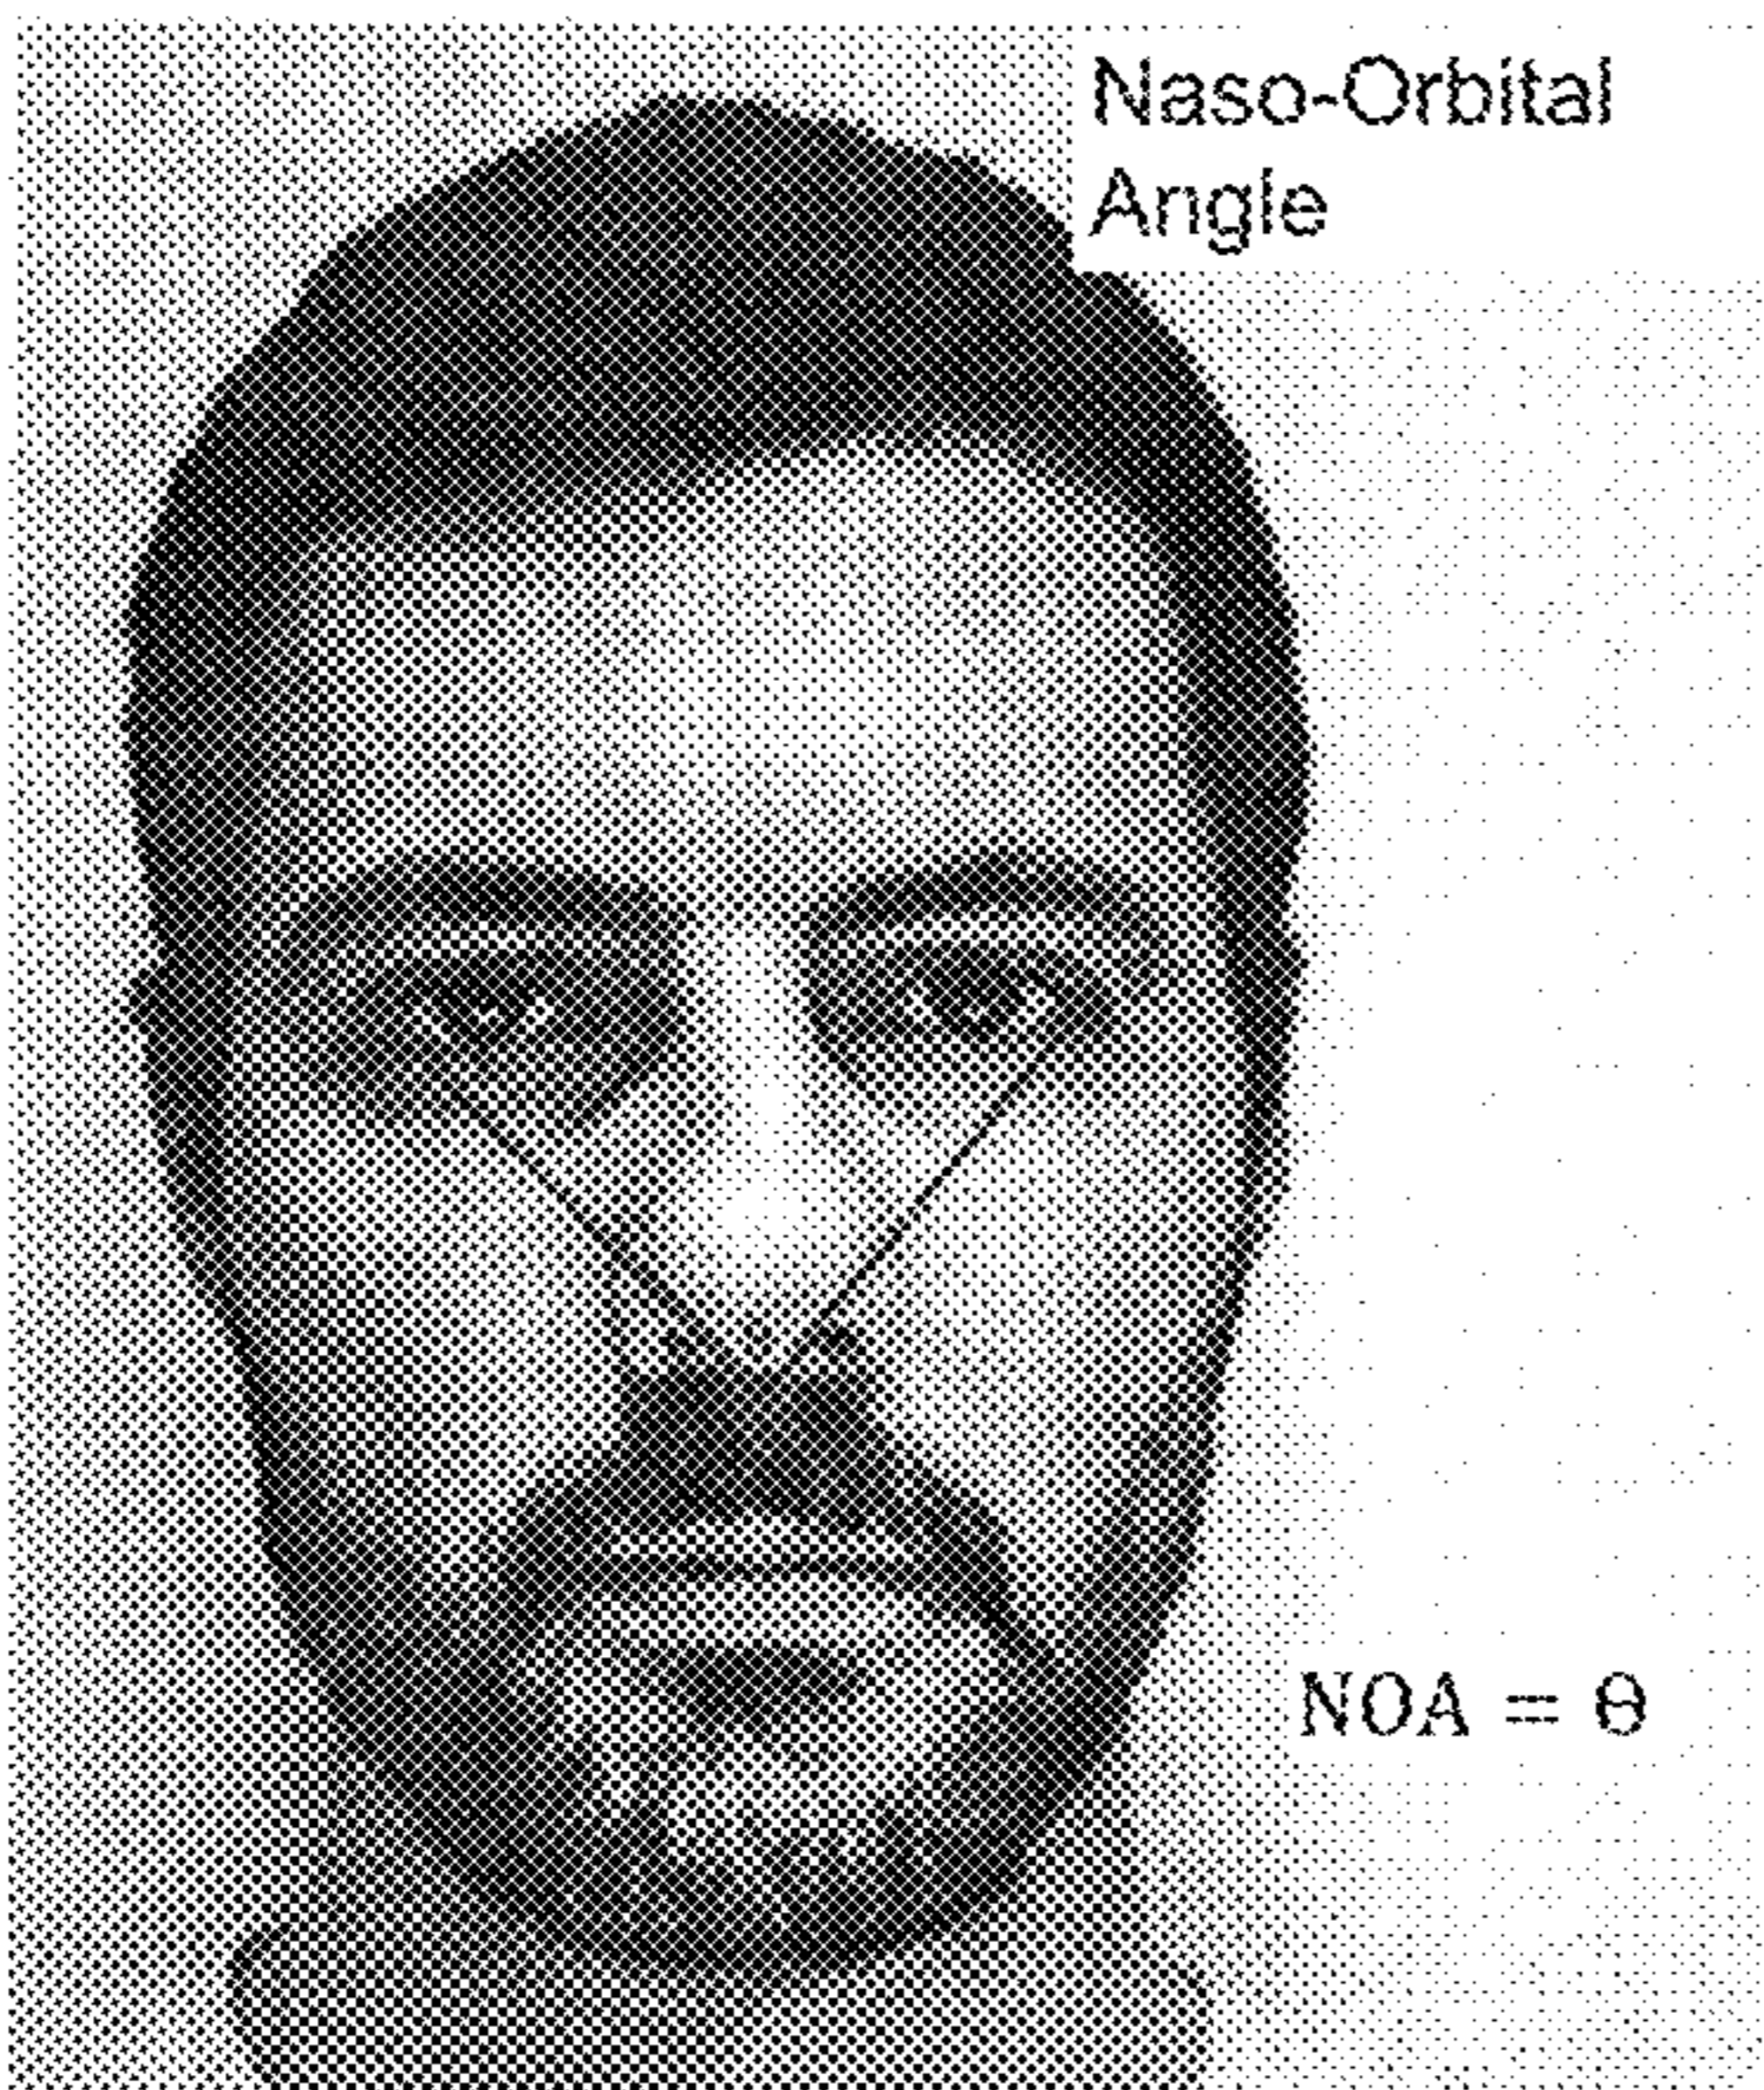 Naso-Orbital
Angle
NOA = Θ